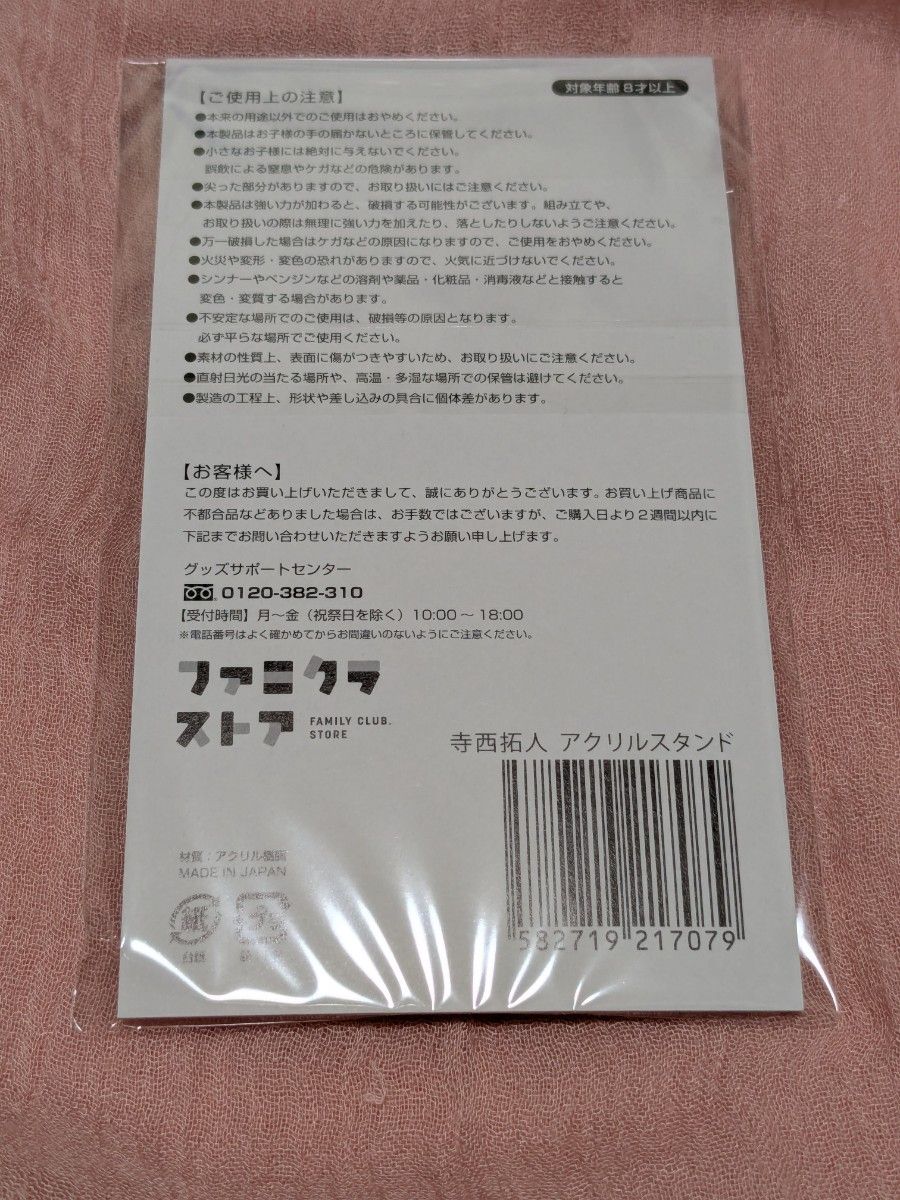 【ご使用上の注意】
対象年齢 8才以上
●本来の用途以外でのご使用はおやめください。
●本製品はお子様の手の届かないところに保管してください。
●小さなお子様には絶対に与えないでください。
誤飲による窒息やケガなどの危険があります。
●尖った部分がありますので、お取り扱いにはご注意ください。
●本製品は強い力が加わると、破損する可能性がございます。組み立てや、
お取り扱いの際は無理に強い力を加えたり、落としたりしないようご注意ください。
●万一破損した場合はケガなどの原因になりますので、ご使用をおやめください。
●火災や変形・変色の恐れがありますので、火気に近づけないでください。
●シンナーやベンジンなどの溶剤や薬品・化粧品・消毒液などと接触すると
変色・変質する場合があります。
●不安定な場所でのご使用は、破損等の原因となります。
必ず平らな場所でご使用ください。
●素材の性質上、表面に傷がつきやすいため、お取り扱いにご注意ください。
●直射日光の当たる場所や、高温・多湿な場所での保管は避けてください。
●製造の工程上、形状や差し込みの具合に個体差があります。
【お客様へ】
この度はお買い上げいただきまして、誠にありがとうございます。お買い上げ商品に
不都合品などありました場合は、お手数ではございますが、ご購入日より2週間以内に
下記までお問い合わせいただきますようお願い申し上げます。
グッズサポートセンター
0120-382-310
【受付時間】月〜金（祝祭日を除く）10:00〜18:00
※電話番号はよく確かめてからお間違いのないようにご注意ください。
ファミクラ
ストア
FAMILY CLUB.
STORE
寺西拓人 アクリルスタンド
材質：アクリル樹脂
MADE IN JAPAN
紙
プラ
台紙
582719 217079